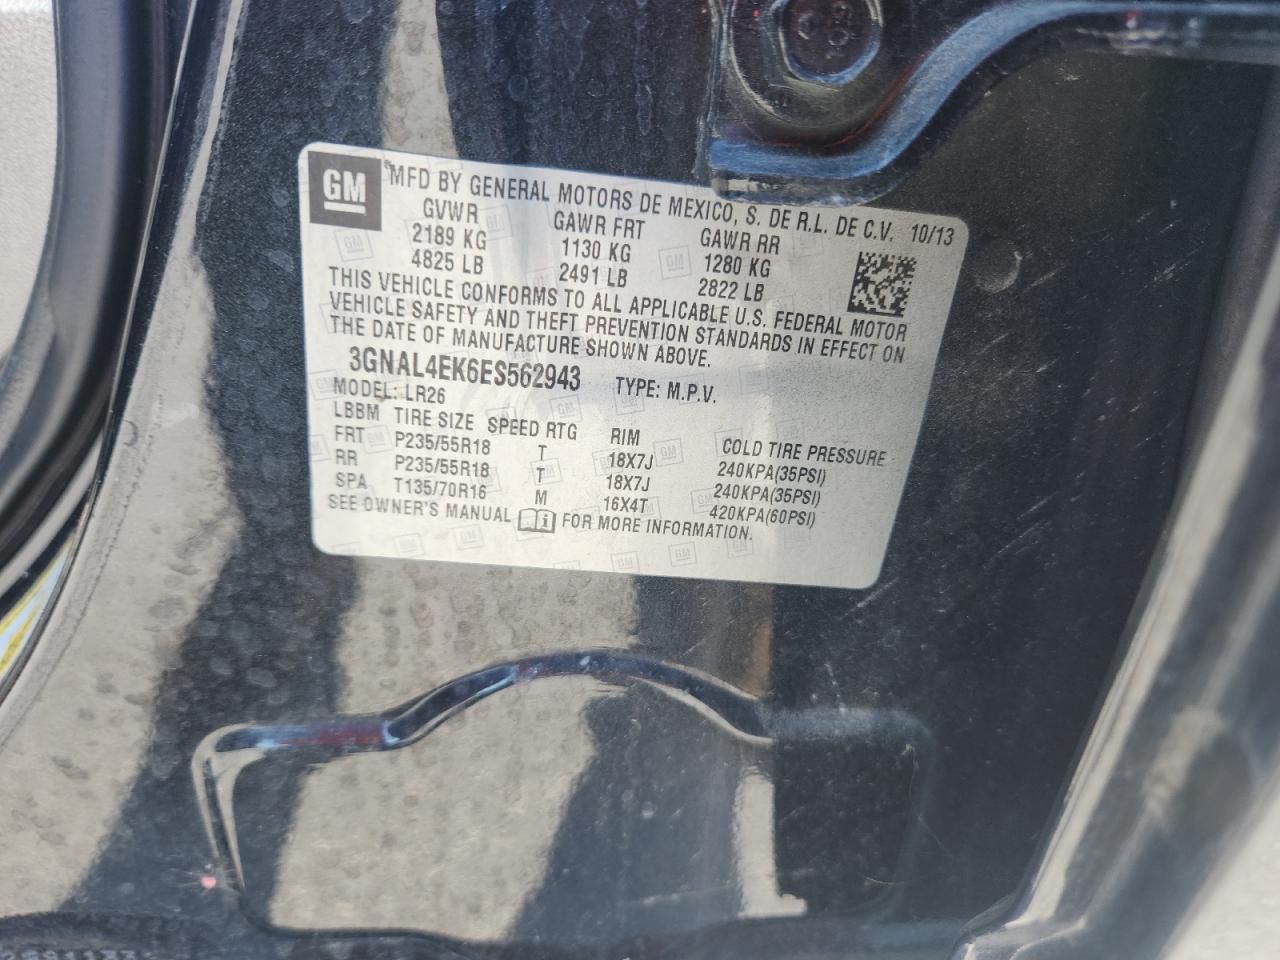 GM
MFD BY GENERAL MOTORS DE MEXICO, S. DE R.L. DE C.V. 10/13
GVWR GAWR FRT GAWR RR
2189 KG 1130 KG 1280 KG
4825 LB 2491 LB 2822 LB
THIS VEHICLE CONFORMS TO ALL APPLICABLE U.S. FEDERAL MOTOR
VEHICLE SAFETY AND THEFT PREVENTION STANDARDS IN EFFECT ON
THE DATE OF MANUFACTURE SHOWN ABOVE.
3GNAL4EK6ES562943 TYPE: M.P.V.
MODEL: LR26
LBBM TIRE SIZE SPEED RTG RIM COLD TIRE PRESSURE
FRT P235/55R18 T 18X7J 240KPA(35PSI)
RR P235/55R18 T 18X7J 240KPA(35PSI)
SPA T135/70R16 M 16X4T 420KPA(60PSI)
SEE OWNER'S MANUAL FOR MORE INFORMATION.